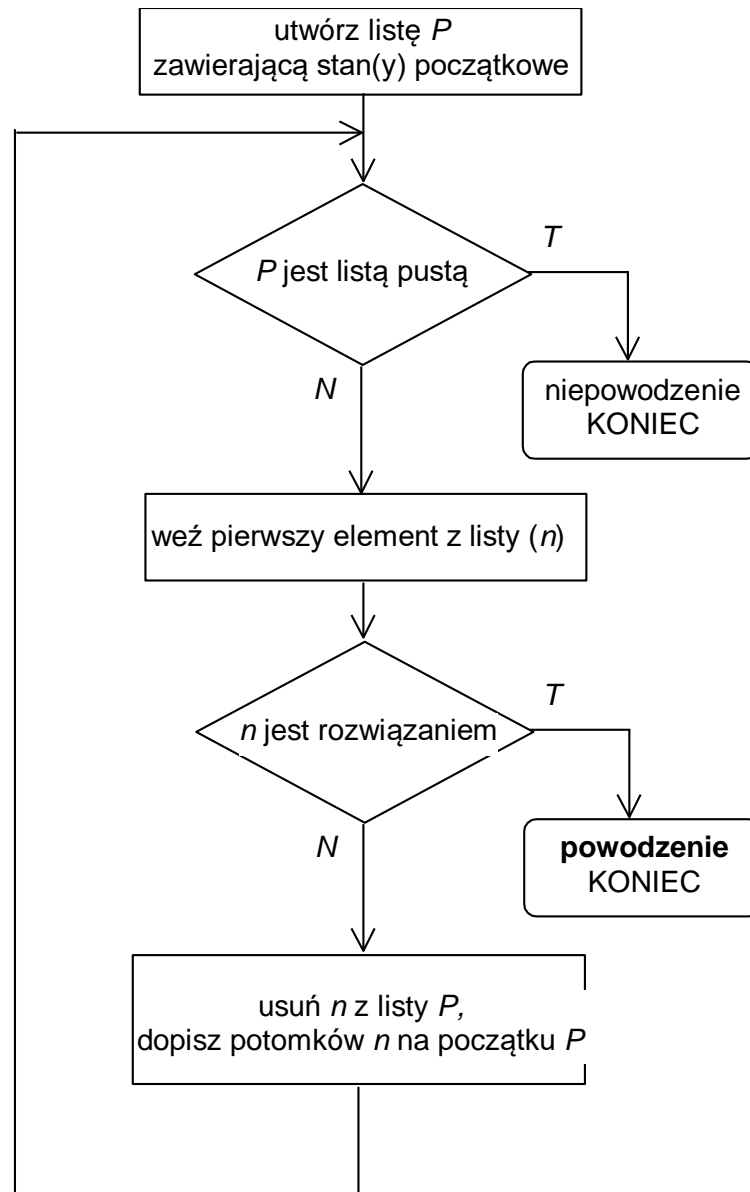 utwórz listę P
zawierającą stan(y) początkowe
P jest listą pustą
T
N
niepowodzenie
KONIEC
weź pierwszy element z listy (n)
n jest rozwiązaniem
T
N
powodzenie
KONIEC
usuń n z listy P,
dopisz potomków n na początku P